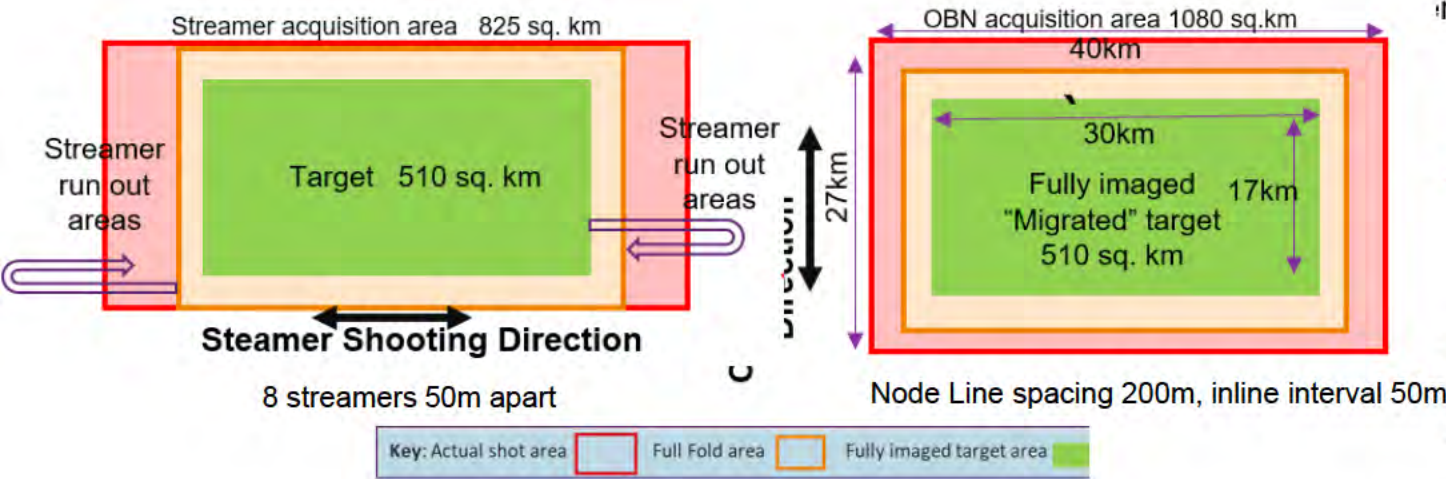 Streamer acquisition area 825 sq. km
Streamer
run out
areas
Target 510 sq. km
Streamer
run out
areas
Steamer Shooting Direction
8 streamers 50m apart
OBN acquisition area 1080 sq.km
40km
27km
30km
17km
Fully imaged
"Migrated" target
510 sq. km
Node Line spacing 200m, inline interval 50m
Key: Actual shot area
Full Fold area
Fully imaged target area